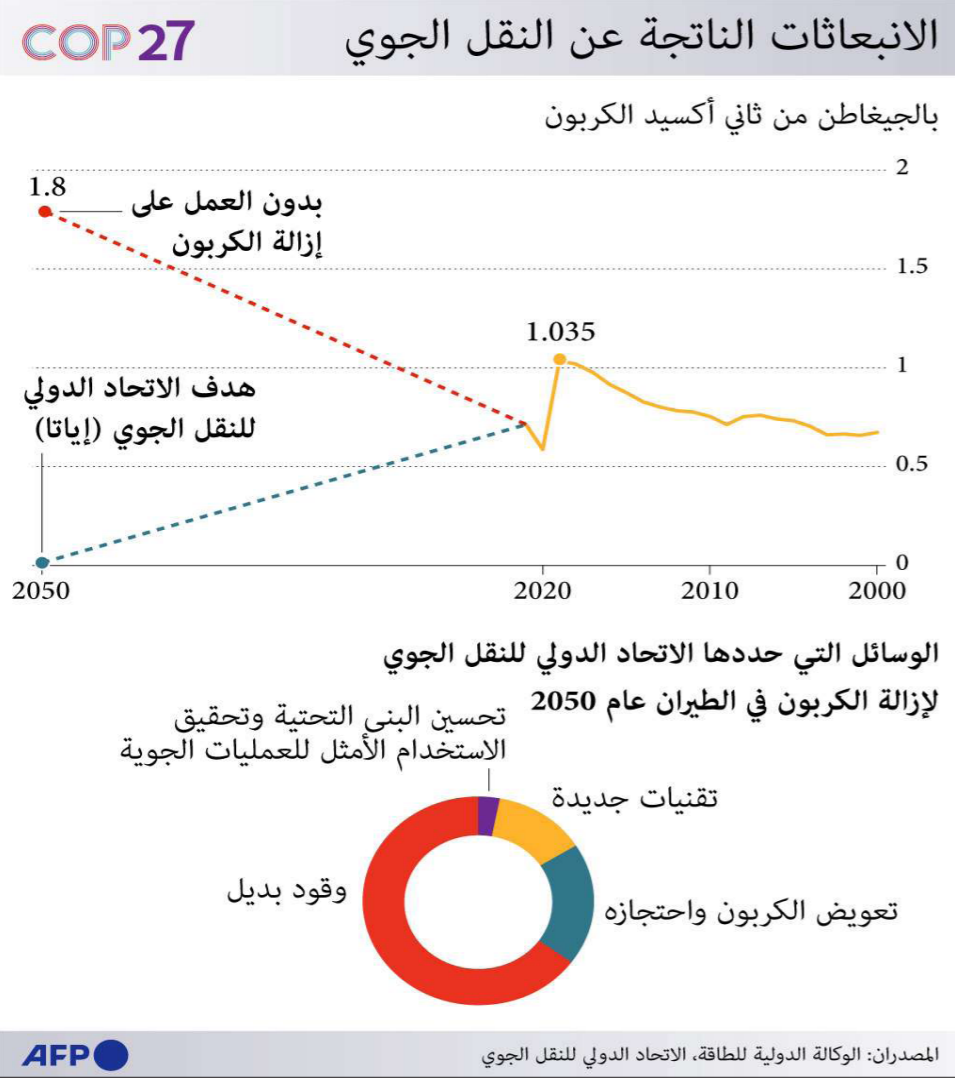 الانبعاثات الناتجة عن النقل الجوي
COP27
بالجيغاطن من ثاني أكسيد الكربون
2
1.8
بدون العمل على
إزالة الكربون
1.5
1.035
1
هدف الاتحاد الدولي
للنقل الجوي (إياتا)
0.5
0
2000
2010
2020
2050
الوسائل التي حددها الاتحاد الدولي للنقل الجوي
لإزالة الكربون في الطيران عام 2050
تحسين البنى التحتية وتحقيق
الاستخدام الأمثل للعمليات الجوية
تقنيات جديدة
وقود بديل
تعويض الكربون واحتجازه
المصدران: الوكالة الدولية للطاقة، الاتحاد الدولي للنقل الجوي
AFP